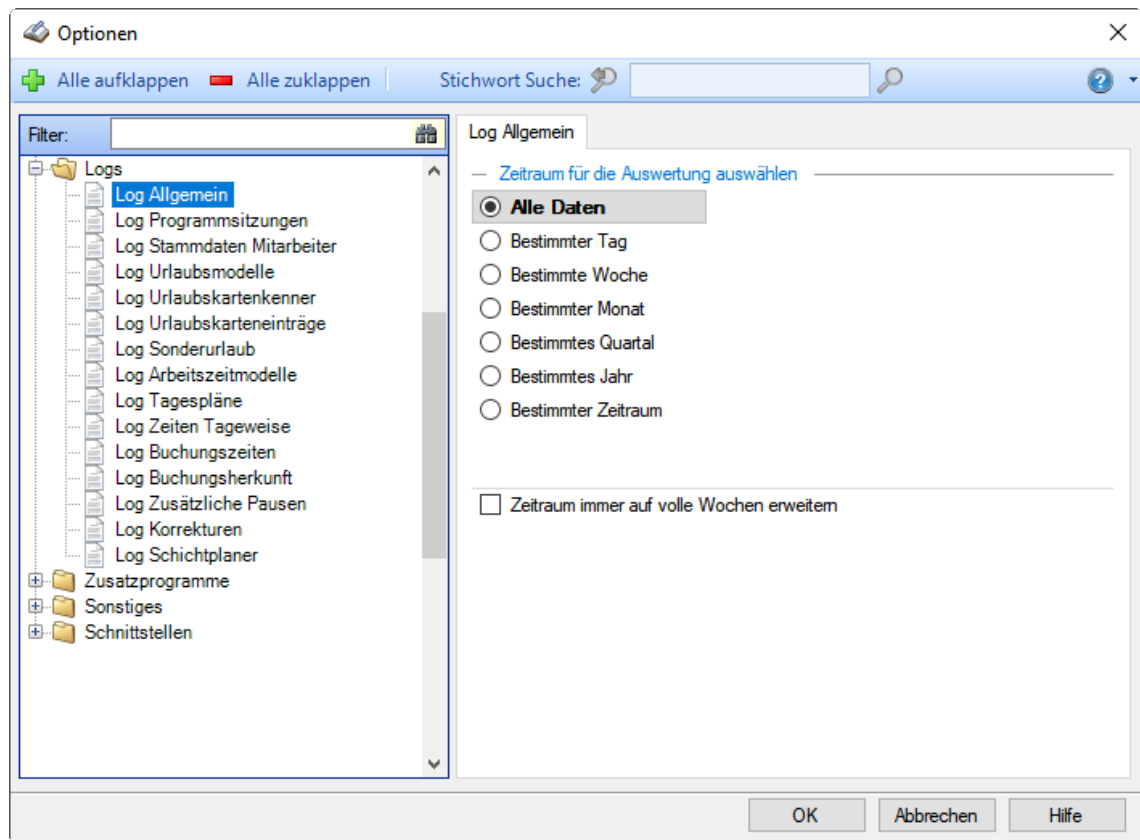 Optionen
Alle aufklappen Alle zuklappen Stichwort Suche:
Filter:
Logs
Log Allgemein
Log Programmsitzungen
Log Stammdaten Mitarbeiter
Log Urlaubsmodelle
Log Urlaubskartenkenner
Log Urlaubskarteneinträge
Log Sonderurlaub
Log Arbeitszeitmodelle
Log Tagespläne
Log Zeiten Tageweise
Log Buchungszeiten
Log Buchungsherkunft
Log Zusätzliche Pausen
Log Korrekturen
Log Schichtplaner
Zusatzprogramme
Sonstiges
Schnittstellen
Log Allgemein
Zeitraum für die Auswertung auswählen
Alle Daten
Bestimmter Tag
Bestimmte Woche
Bestimmter Monat
Bestimmtes Quartal
Bestimmtes Jahr
Bestimmter Zeitraum
Zeitraum immer auf volle Wochen erweitern
OK Abbrechen Hilfe